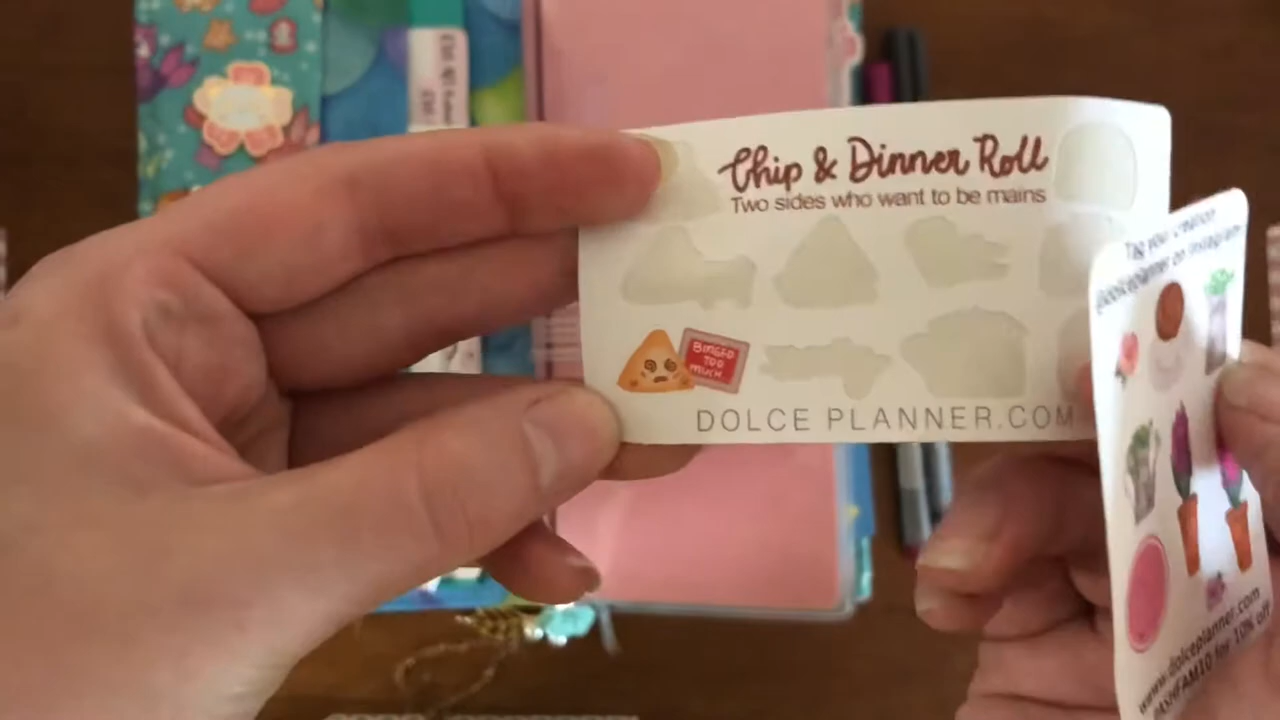 Chip & Dinner Roll
Two sides who want to be mains
BINGED
TOO
MUCH
DOLCE PLANNER.COM
Tag your creation
@dolceplanner on Instagram
www.dolceplanner.com
for 10% off